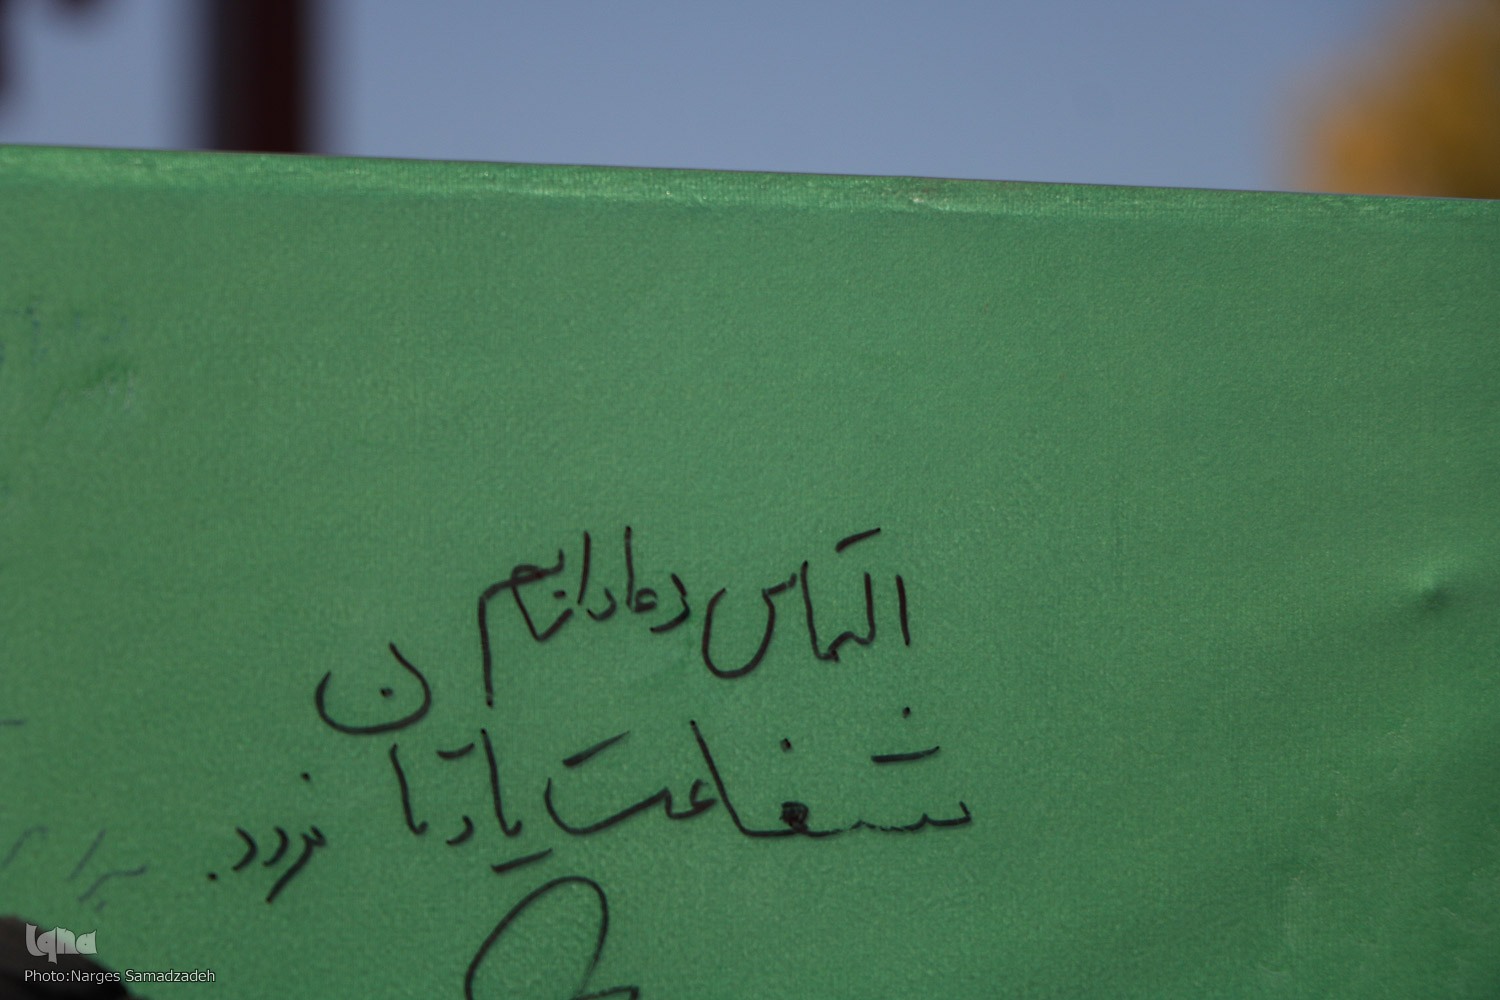 التماس دعا داریم
شفاعت یادتان نرود.
Iqna
Photo:Narges Samadzadeh